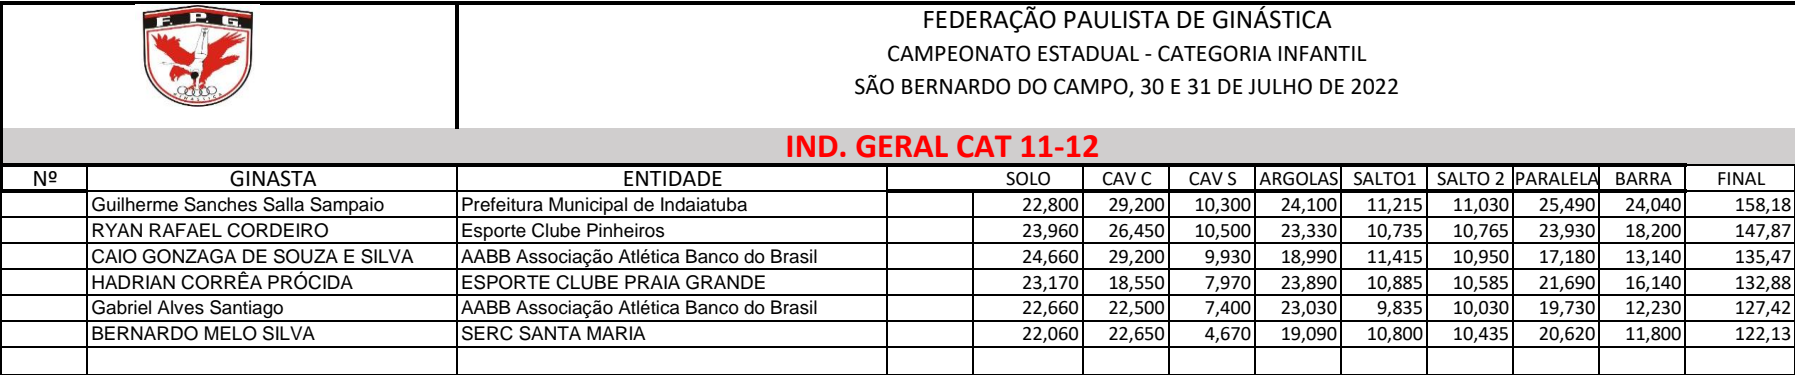 F. P. G.
GINÁSTICA
FEDERAÇÃO PAULISTA DE GINÁSTICA
CAMPEONATO ESTADUAL - CATEGORIA INFANTIL
SÃO BERNARDO DO CAMPO, 30 E 31 DE JULHO DE 2022
IND. GERAL CAT 11-12
Nº GINASTA ENTIDADE SOLO CAV C CAV S ARGOLAS SALTO1 SALTO 2 PARALELA BARRA FINAL
Guilherme Sanches Salla Sampaio Prefeitura Municipal de Indaiatuba 22,800 29,200 10,300 24,100 11,215 11,030 25,490 24,040 158,18
RYAN RAFAEL CORDEIRO Esporte Clube Pinheiros 23,960 26,450 10,500 23,330 10,735 10,765 23,930 18,200 147,87
CAIO GONZAGA DE SOUZA E SILVA AABB Associação Atlética Banco do Brasil 24,660 29,200 9,930 18,990 11,415 10,950 17,180 13,140 135,47
HADRIAN CORRÊA PRÓCIDA ESPORTE CLUBE PRAIA GRANDE 23,170 18,550 7,970 23,890 10,885 10,585 21,690 16,140 132,88
Gabriel Alves Santiago AABB Associação Atlética Banco do Brasil 22,660 22,500 7,400 23,030 9,835 10,030 19,730 12,230 127,42
BERNARDO MELO SILVA SERC SANTA MARIA 22,060 22,650 4,670 19,090 10,800 10,435 20,620 11,800 122,13